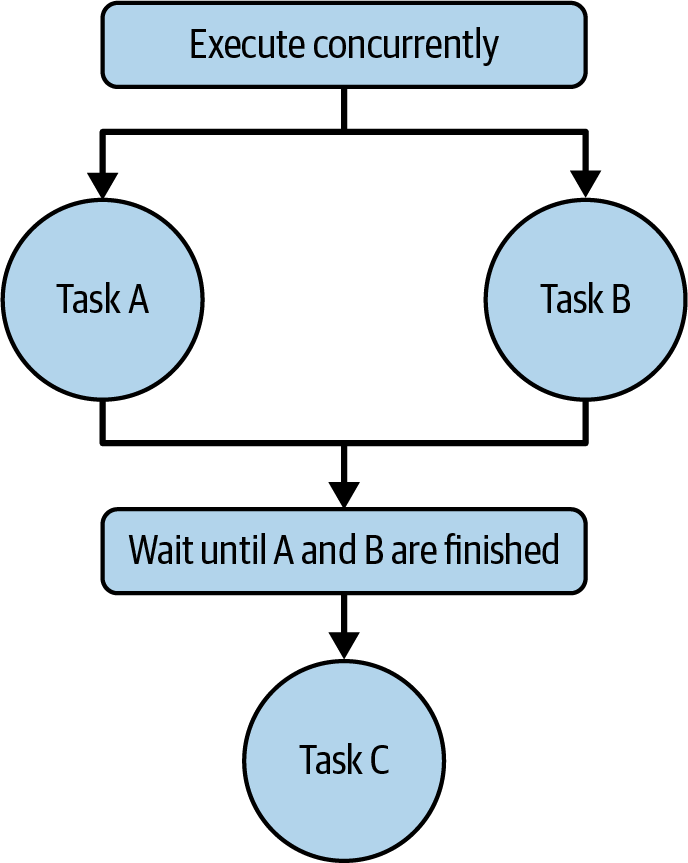 Execute concurrently
Task A
Task B
Wait until A and B are finished
Task C